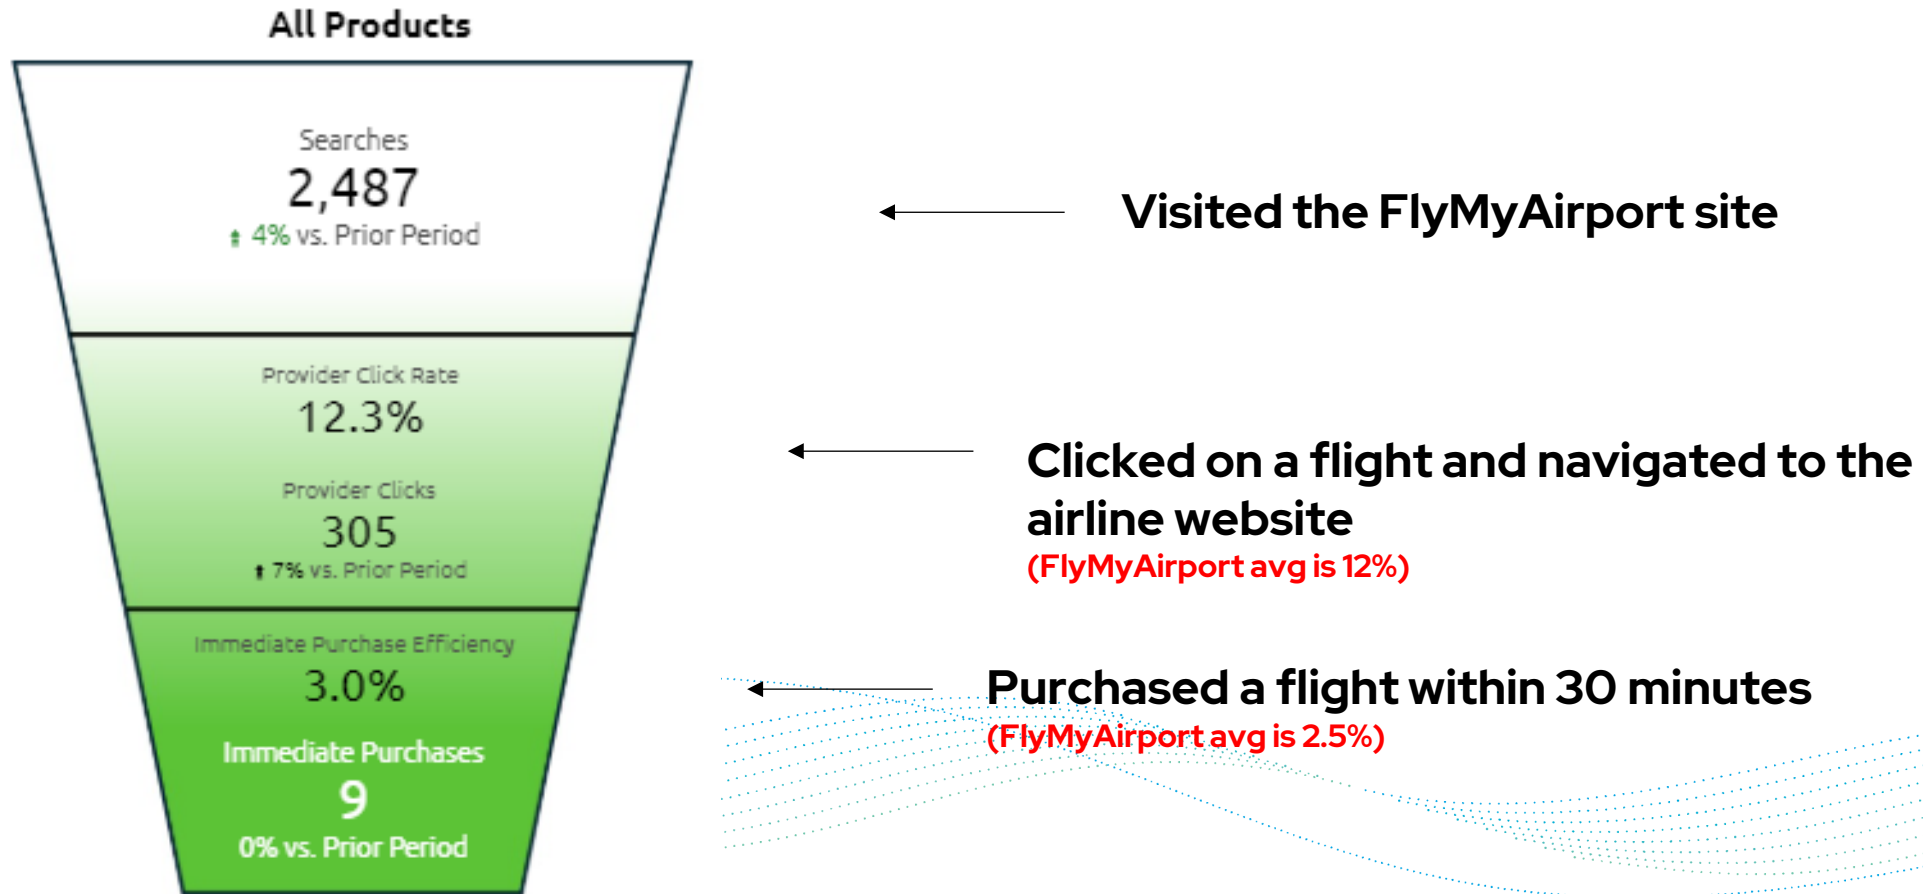 All Products
Searches
2,487
4% vs. Prior Period
Visited the FlyMyAirport site
Provider Click Rate
12.3%
Provider Clicks
305
7% vs. Prior Period
Clicked on a flight and navigated to the
airline website
(FlyMyAirport avg is 12%)
Immediate Purchase Efficiency
3.0%
Immediate Purchases
9
0% vs. Prior Period
Purchased a flight within 30 minutes
(FlyMyAirport avg is 2.5%)